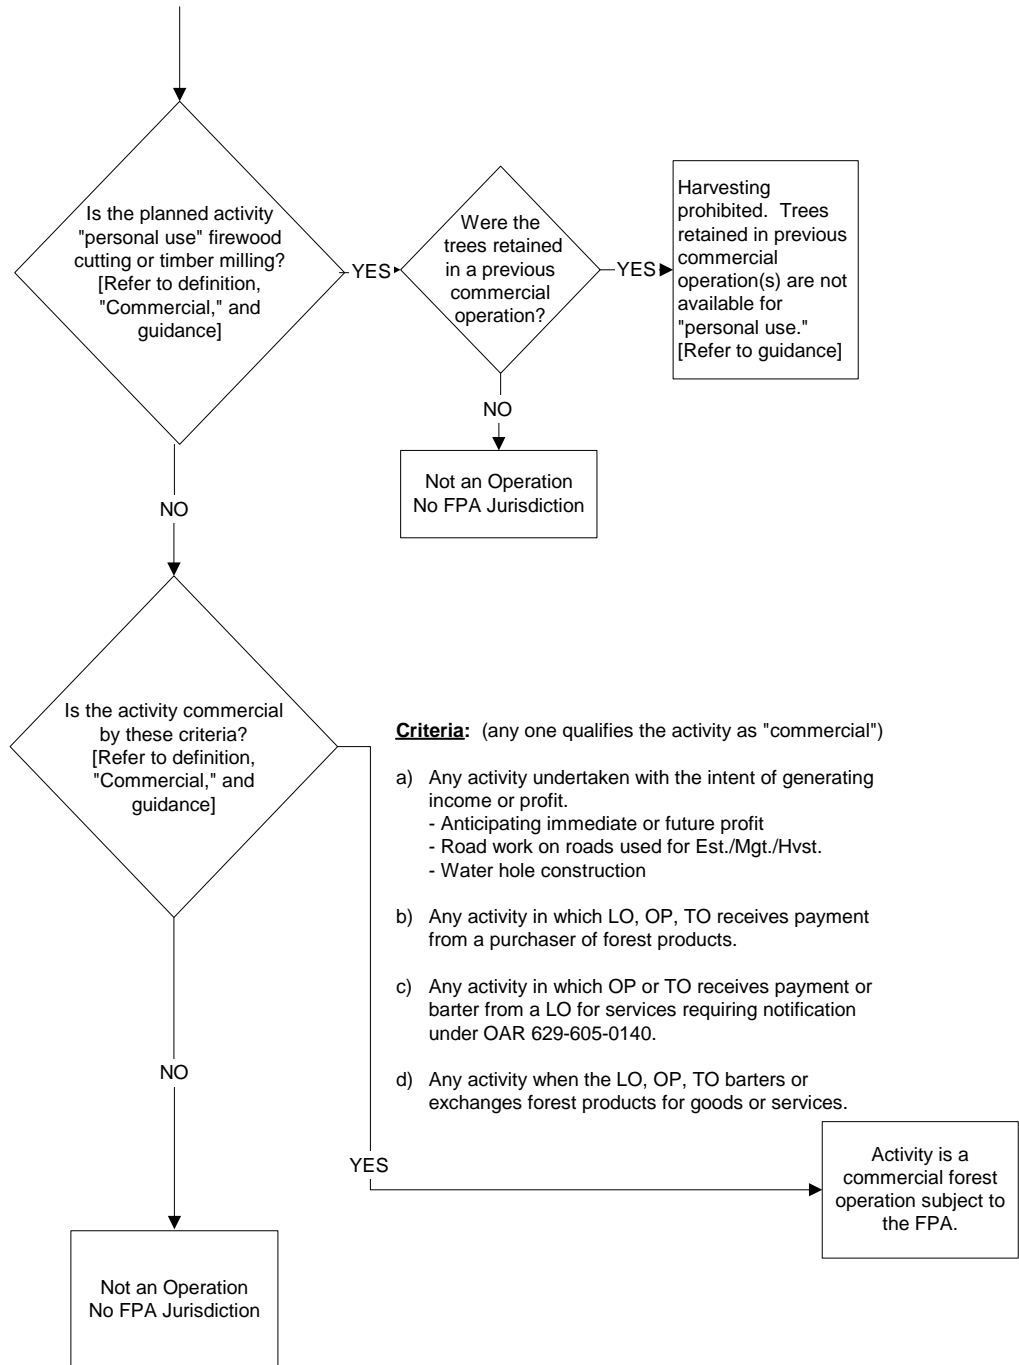 Is the planned activity
"personal use" firewood
cutting or timber milling?
[Refer to definition,
"Commercial," and
guidance]
YES
Were the
trees retained
in a previous
commercial
operation?
YES
Harvesting
prohibited.  Trees
retained in previous
commercial
operation(s) are not
available for
"personal use."
[Refer to guidance]
NO
Not an Operation
No FPA Jurisdiction
NO
Is the activity commercial
by these criteria?
[Refer to definition,
"Commercial," and
guidance]
Criteria:  (any one qualifies the activity as "commercial")
a)  Any activity undertaken with the intent of generating
income or profit.
- Anticipating immediate or future profit
- Road work on roads used for Est./Mgt./Hvst.
- Water hole construction
b)  Any activity in which LO, OP, TO receives payment
from a purchaser of forest products.
c)  Any activity in which OP or TO receives payment or
barter from a LO for services requiring notification
under OAR 629-605-0140.
d)  Any activity when the LO, OP, TO barters or
exchanges forest products for goods or services.
NO
YES
Activity is a
commercial forest
operation subject to
the FPA.
Not an Operation
No FPA Jurisdiction